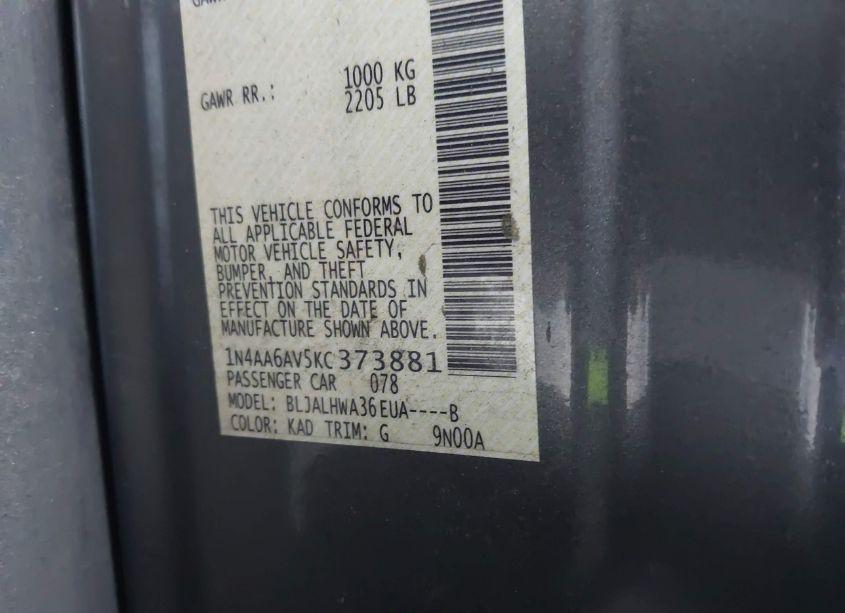 GAWR RR.: 1000 KG
2205 LB
THIS VEHICLE CONFORMS TO
ALL APPLICABLE FEDERAL
MOTOR VEHICLE SAFETY,
BUMPER, AND THEFT
PREVENTION STANDARDS IN
EFFECT ON THE DATE OF
MANUFACTURE SHOWN ABOVE.
1N4AA6AV5KC373881
PASSENGER CAR 078
MODEL: BLJALHWA36EUA----B
COLOR: KAD TRIM: G 9N00A